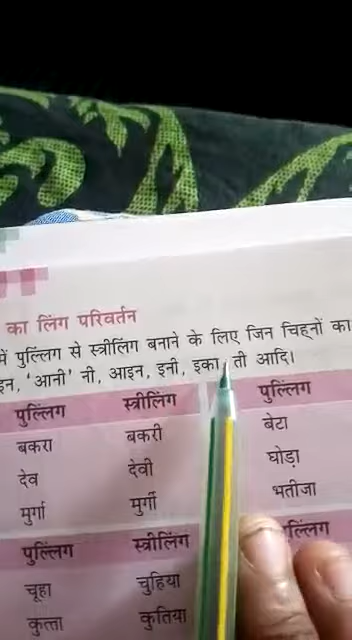 का लिंग परिवर्तन
में पुल्लिग से स्त्रीलिंग बनाने के लिए जिन चिह्नों का
इन, 'आनी' नी, आइन, इनी, इका, ती आदि।
पुल्लिंग स्त्रीलिंग पुल्लिंग
बकरा बकरी बेटा
देव देवी घोड़ा
मुर्गा मुर्गी भतीजा
पुल्लिंग स्त्रीलिंग ल्लिंग
चूहा चुहिया
कुत्ता कुतिया